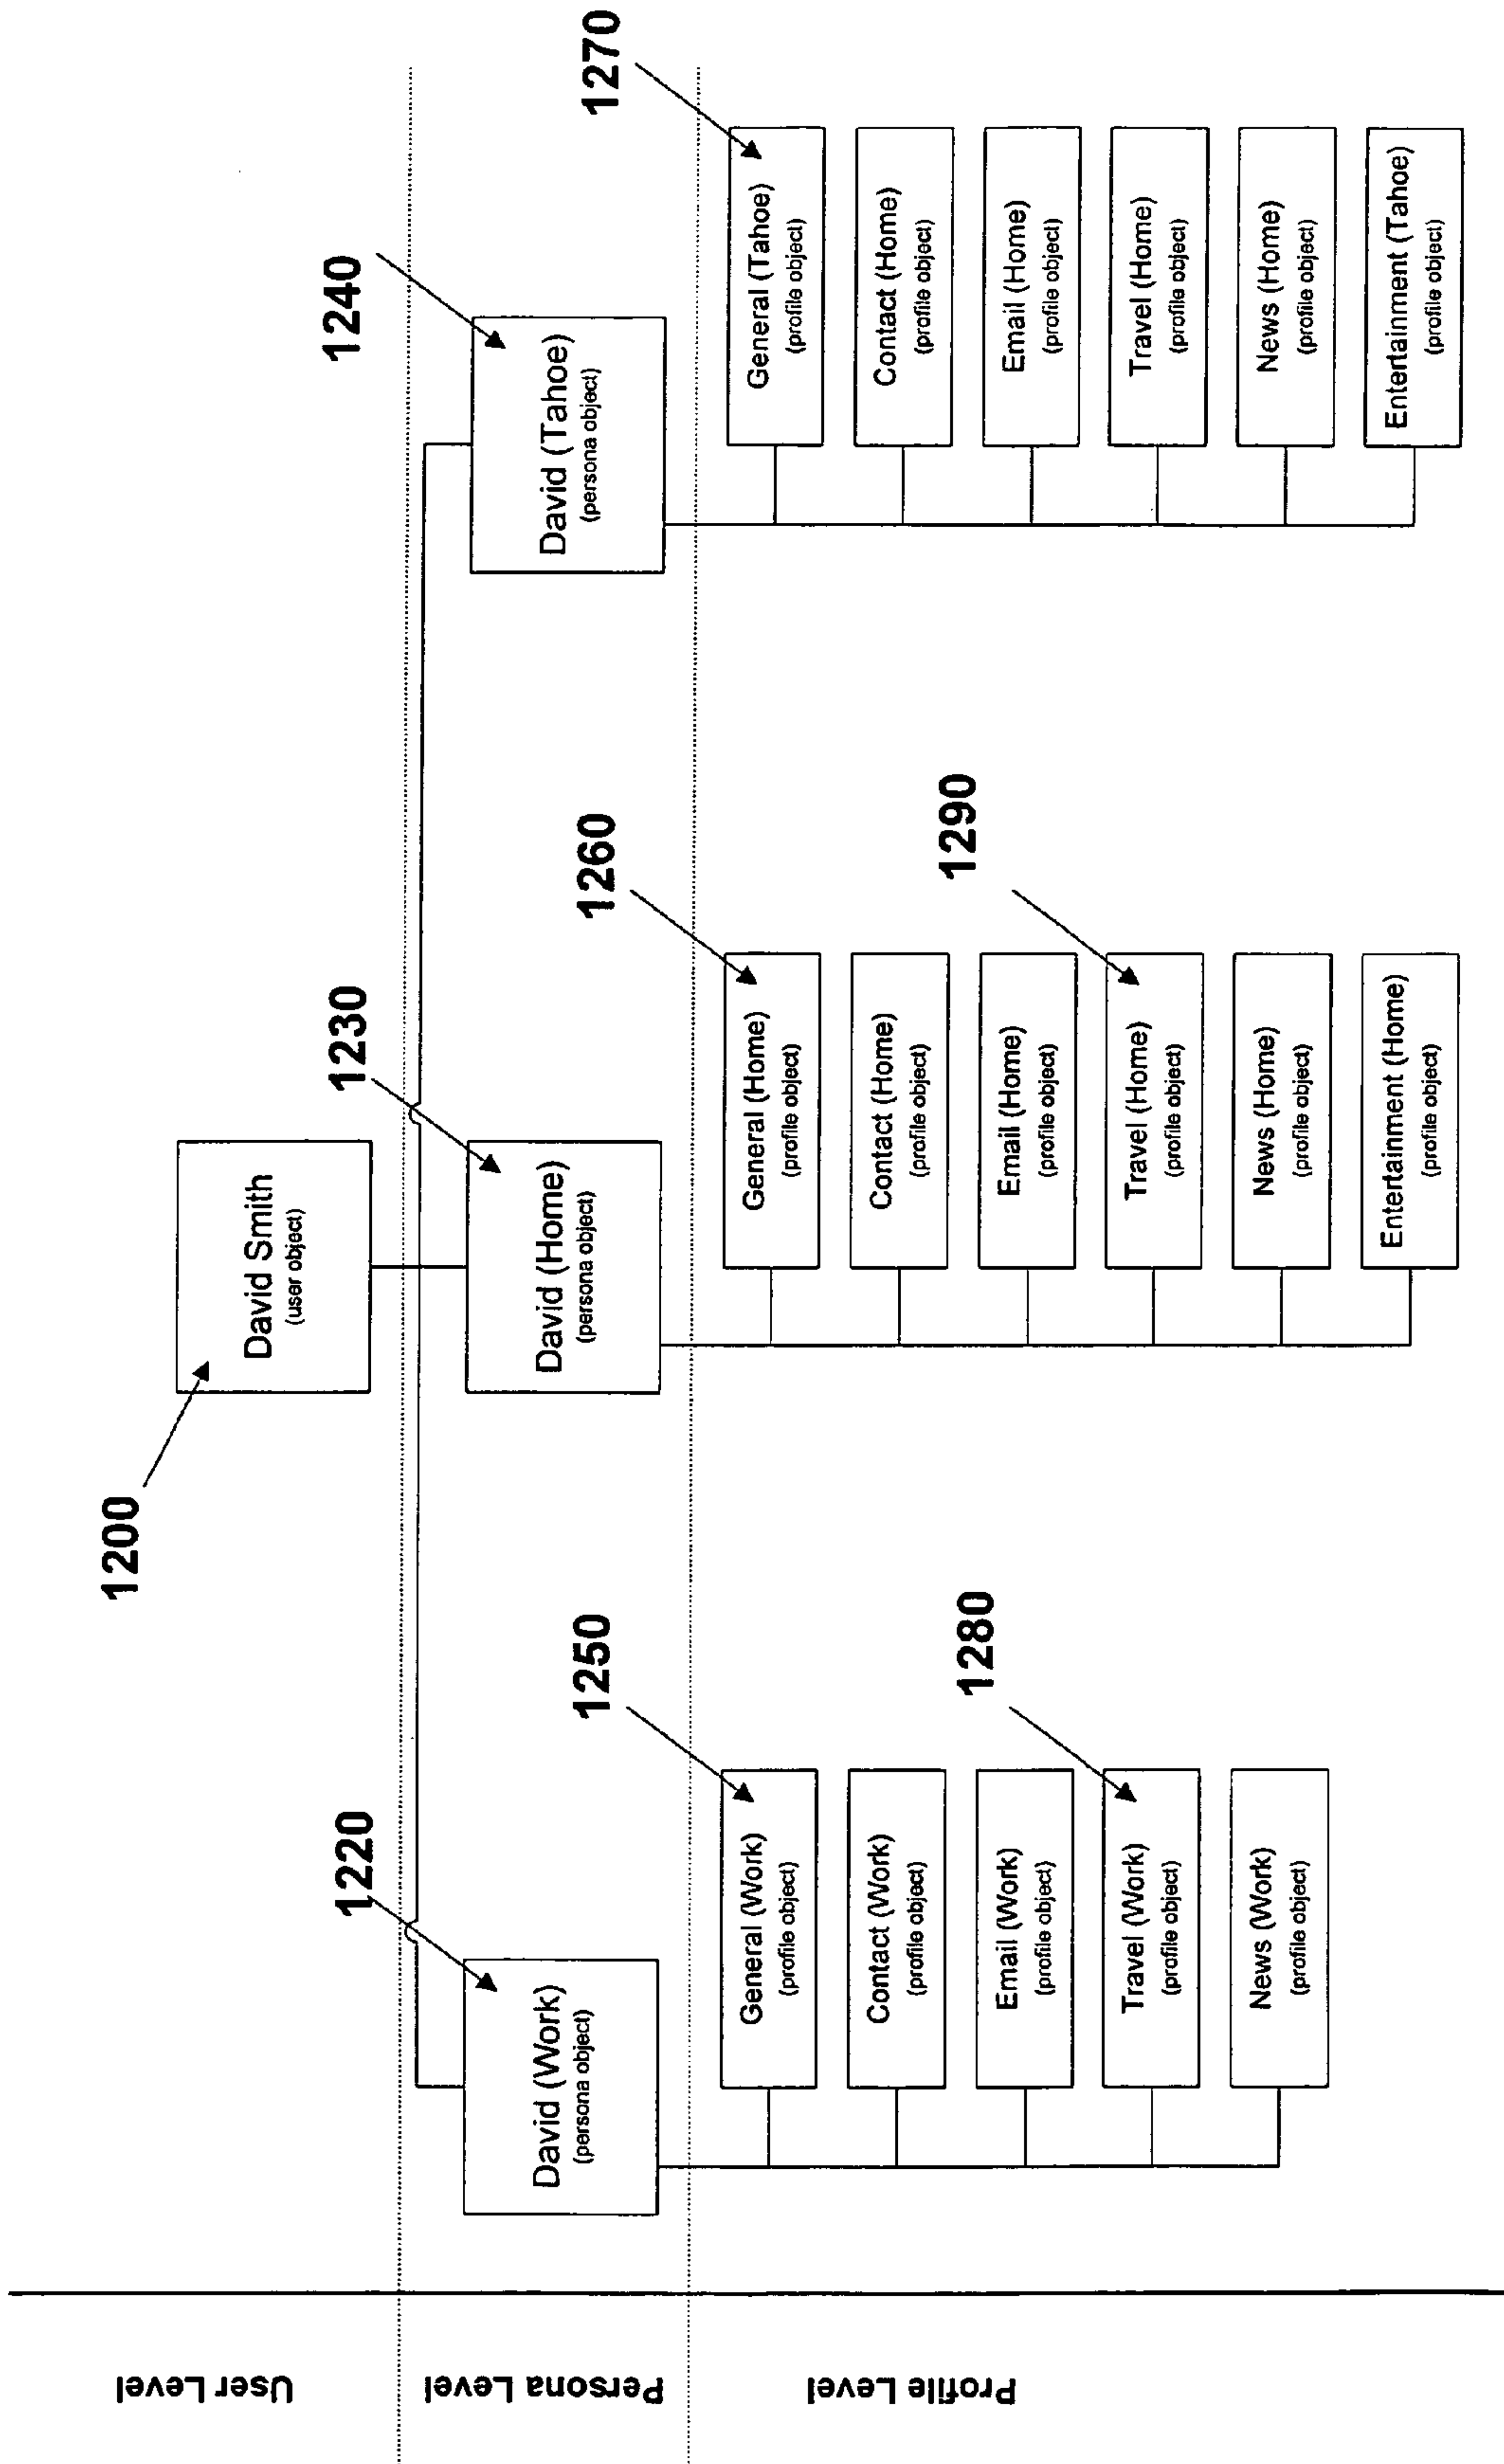 User Level
1200
David Smith
(user object)
Persona Level
1220
David (Work)
(persona object)
1230
David (Home)
(persona object)
1240
David (Tahoe)
(persona object)
Profile Level
1250
General (Work)
(profile object)
Contact (Work)
(profile object)
Email (Work)
(profile object)
1280
Travel (Work)
(profile object)
News (Work)
(profile object)
1260
General (Home)
(profile object)
Contact (Home)
(profile object)
Email (Home)
(profile object)
1290
Travel (Home)
(profile object)
News (Home)
(profile object)
Entertainment (Home)
(profile object)
1270
General (Tahoe)
(profile object)
Contact (Home)
(profile object)
Email (Home)
(profile object)
Travel (Home)
(profile object)
News (Home)
(profile object)
Entertainment (Tahoe)
(profile object)